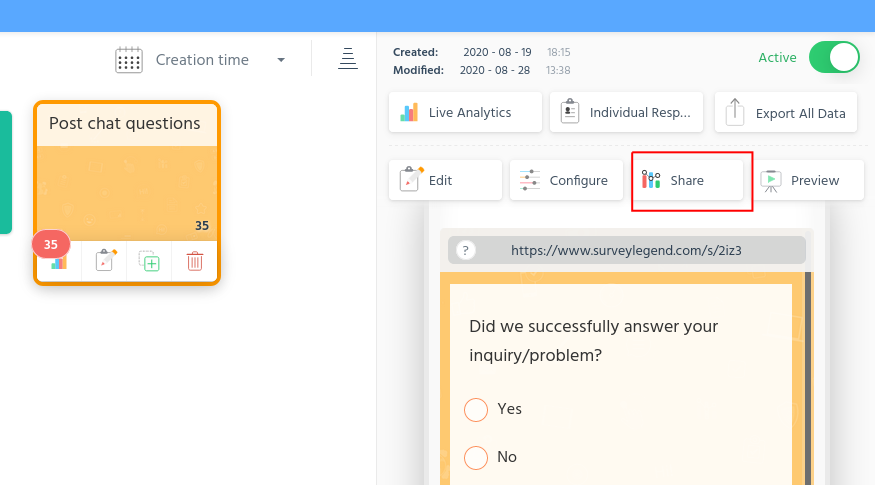 Creation time
Post chat questions
35
35
Created: 2020 - 08 - 19 18:15
Modified: 2020 - 08 - 28 13:38
Active
Live Analytics
Individual Resp...
Export All Data
Edit
Configure
Share
Preview
? https://www.surveylegend.com/s/2iz3
Did we successfully answer your
inquiry/problem?
Yes
No